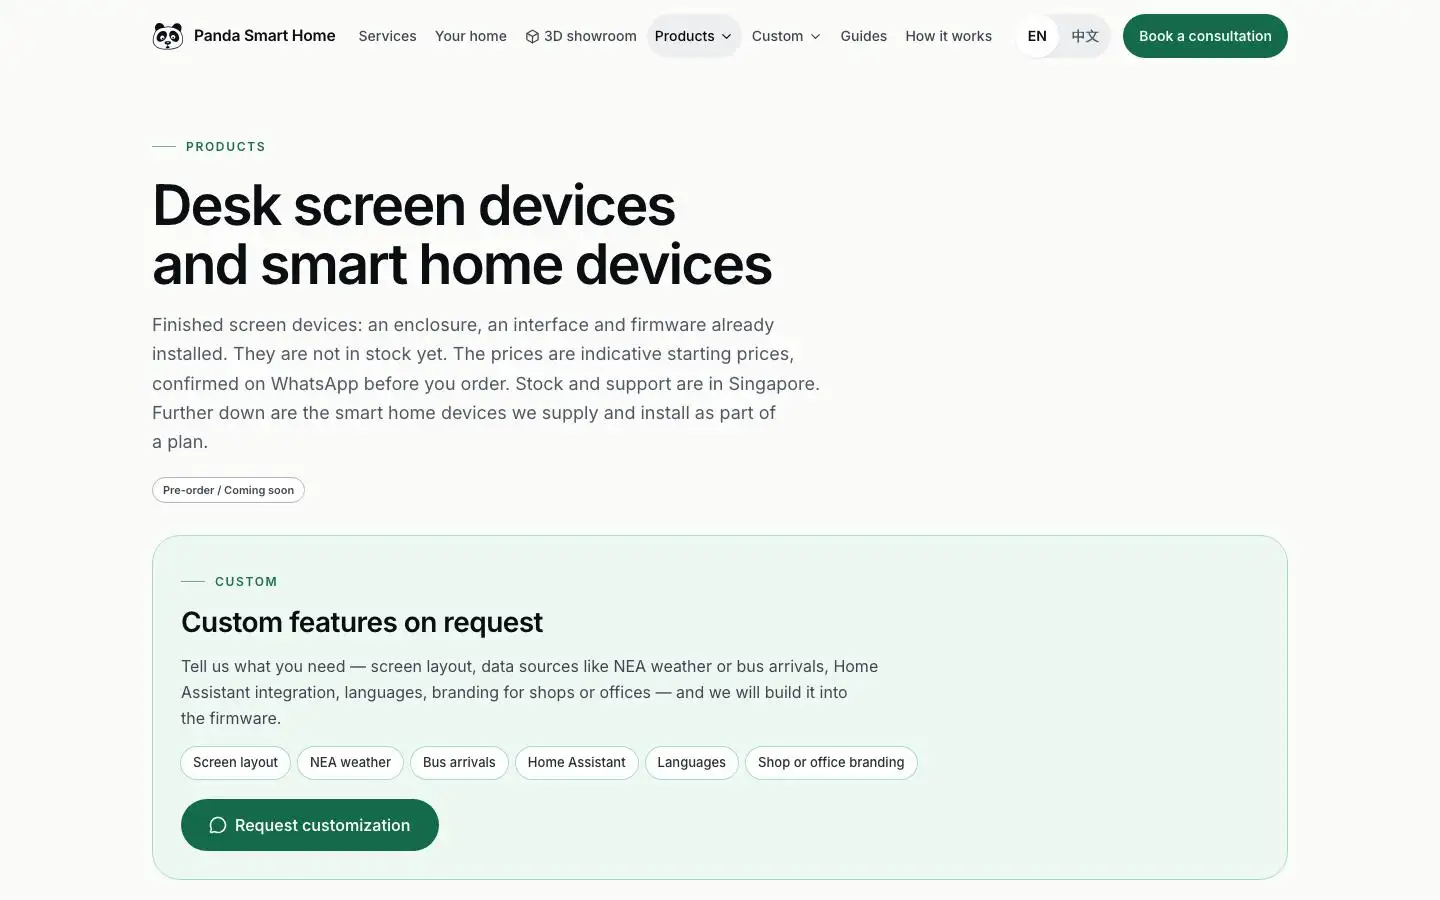 Panda Smart Home
Services
Your home
3D showroom
Products
Custom
Guides
How it works
EN
中文
Book a consultation
PRODUCTS
Desk screen devices
and smart home devices
Finished screen devices: an enclosure, an interface and firmware already
installed. They are not in stock yet. The prices are indicative starting prices,
confirmed on WhatsApp before you order. Stock and support are in Singapore.
Further down are the smart home devices we supply and install as part of
a plan.
Pre-order / Coming soon
CUSTOM
Custom features on request
Tell us what you need — screen layout, data sources like NEA weather or bus arrivals, Home
Assistant integration, languages, branding for shops or offices — and we will build it into
the firmware.
Screen layout
NEA weather
Bus arrivals
Home Assistant
Languages
Shop or office branding
Request customization